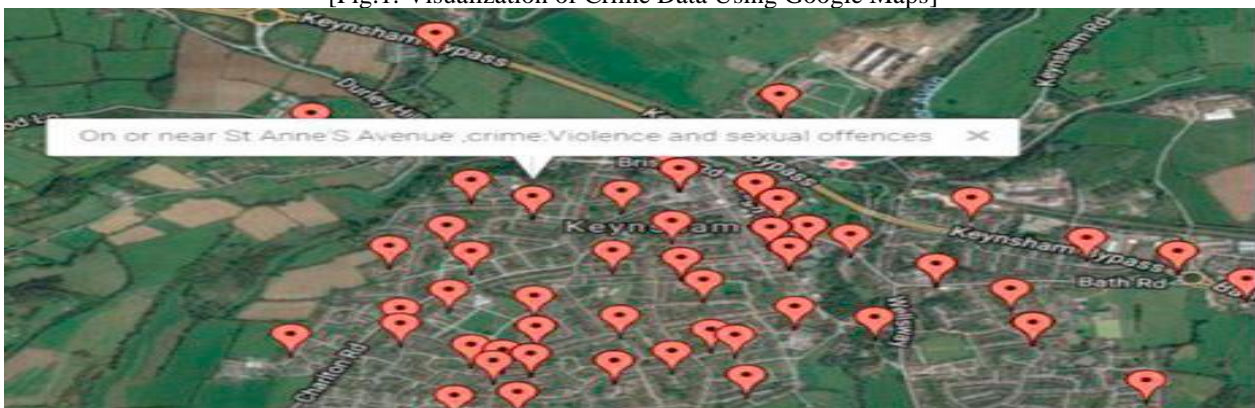 [Fig.1. Visualization of Crime Data Using Google Maps]
Keynsham Bypass
Keynsham Rd
Durley Hill
On or near St Anne'S Avenue ,crime:Violence and sexual offences ×
Keynsham
Keynsham Bypass
Bath Rd
Charlton Rd